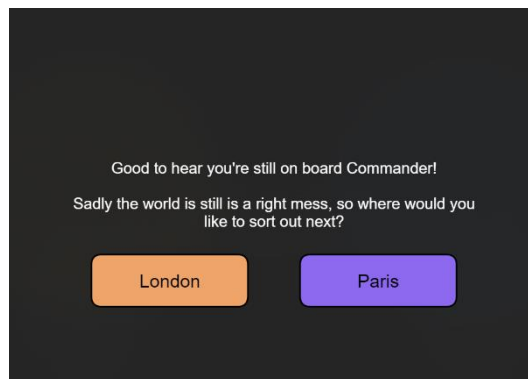 Good to hear you're still on board Commander!
Sadly the world is still is a right mess, so where would you
like to sort out next?
London
Paris